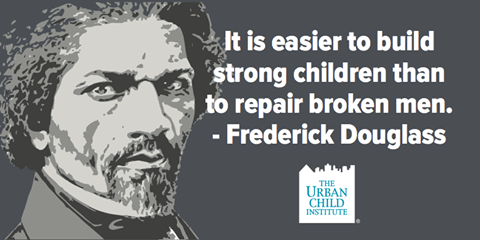 It is easier to build
strong children than
to repair broken men.
- Frederick Douglass
THE
URBAN
CHILD
INSTITUTE
®